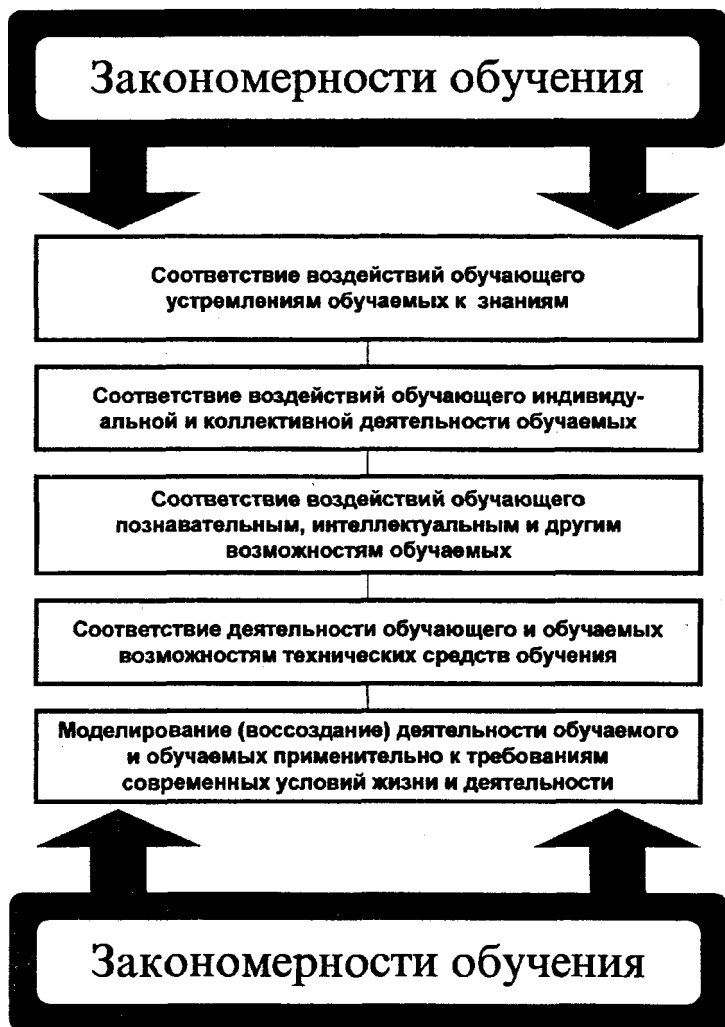 Закономерности обучения
Соответствие воздействий обучающего
устремлениям обучаемых к знаниям
Соответствие воздействий обучающего индивиду-
альной и коллективной деятельности обучаемых
Соответствие воздействий обучающего
познавательным, интеллектуальным и другим
возможностям обучаемых
Соответствие деятельности обучающего и обучаемых
возможностям технических средств обучения
Моделирование (воссоздание) деятельности обучаемого
и обучаемых применительно к требованиям
современных условий жизни и деятельности
Закономерности обучения